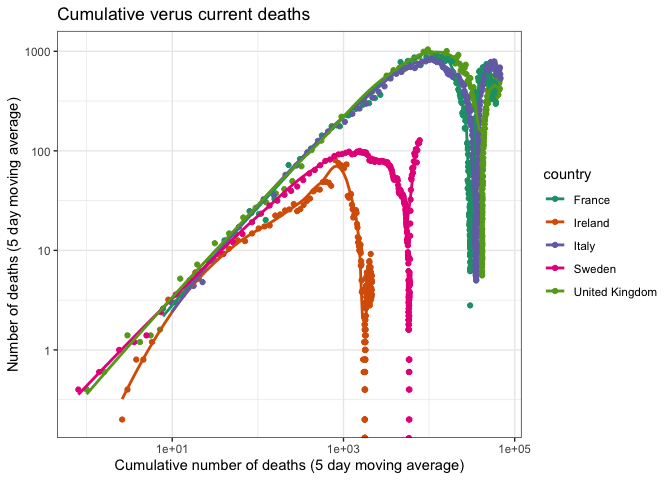 Cumulative verus current deaths
Number of deaths (5 day moving average)
1000
100
10
1
1e+01
1e+03
1e+05
Cumulative number of deaths (5 day moving average)
country
France
Ireland
Italy
Sweden
United Kingdom